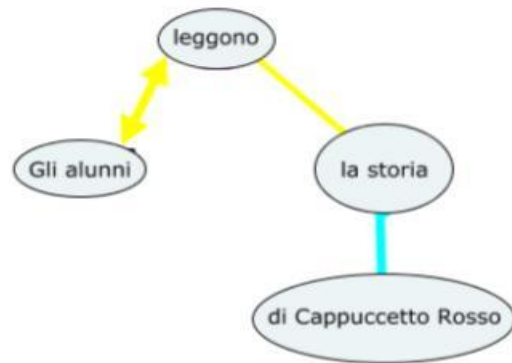 leggono
Gli alunni
la storia
di Cappuccetto Rosso